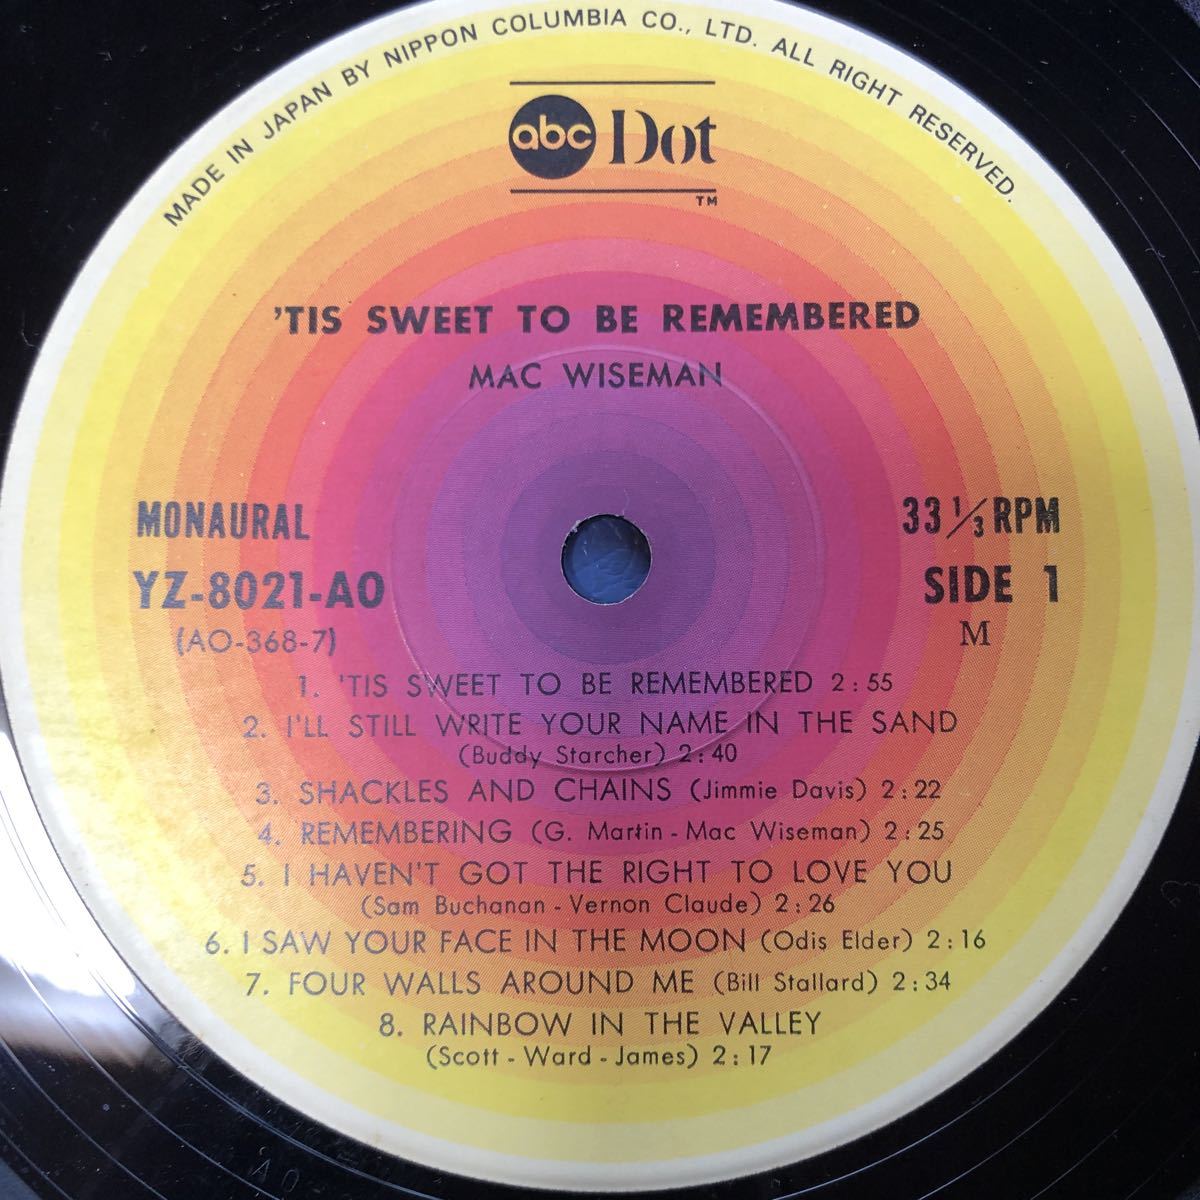 MADE IN JAPAN BY NIPPON COLUMBIA CO., LTD. ALL RIGHT RESERVED.
abc Dot
TM
'TIS SWEET TO BE REMEMBERED
MAC WISEMAN
MONAURAL
33 1/3 RPM
YZ-8021-AO
SIDE 1
(AO-368-7)
M
1. 'TIS SWEET TO BE REMEMBERED 2:55
2. I'LL STILL WRITE YOUR NAME IN THE SAND
(Buddy Starcher) 2:40
3. SHACKLES AND CHAINS (Jimmie Davis) 2:22
4. REMEMBERING (G. Martin - Mac Wiseman) 2:25
5. I HAVEN'T GOT THE RIGHT TO LOVE YOU
(Sam Buchanan - Vernon Claude) 2:26
6. I SAW YOUR FACE IN THE MOON (Odis Elder) 2:16
7. FOUR WALLS AROUND ME (Bill Stallard) 2:34
8. RAINBOW IN THE VALLEY
(Scott - Ward - James) 2:17
A O